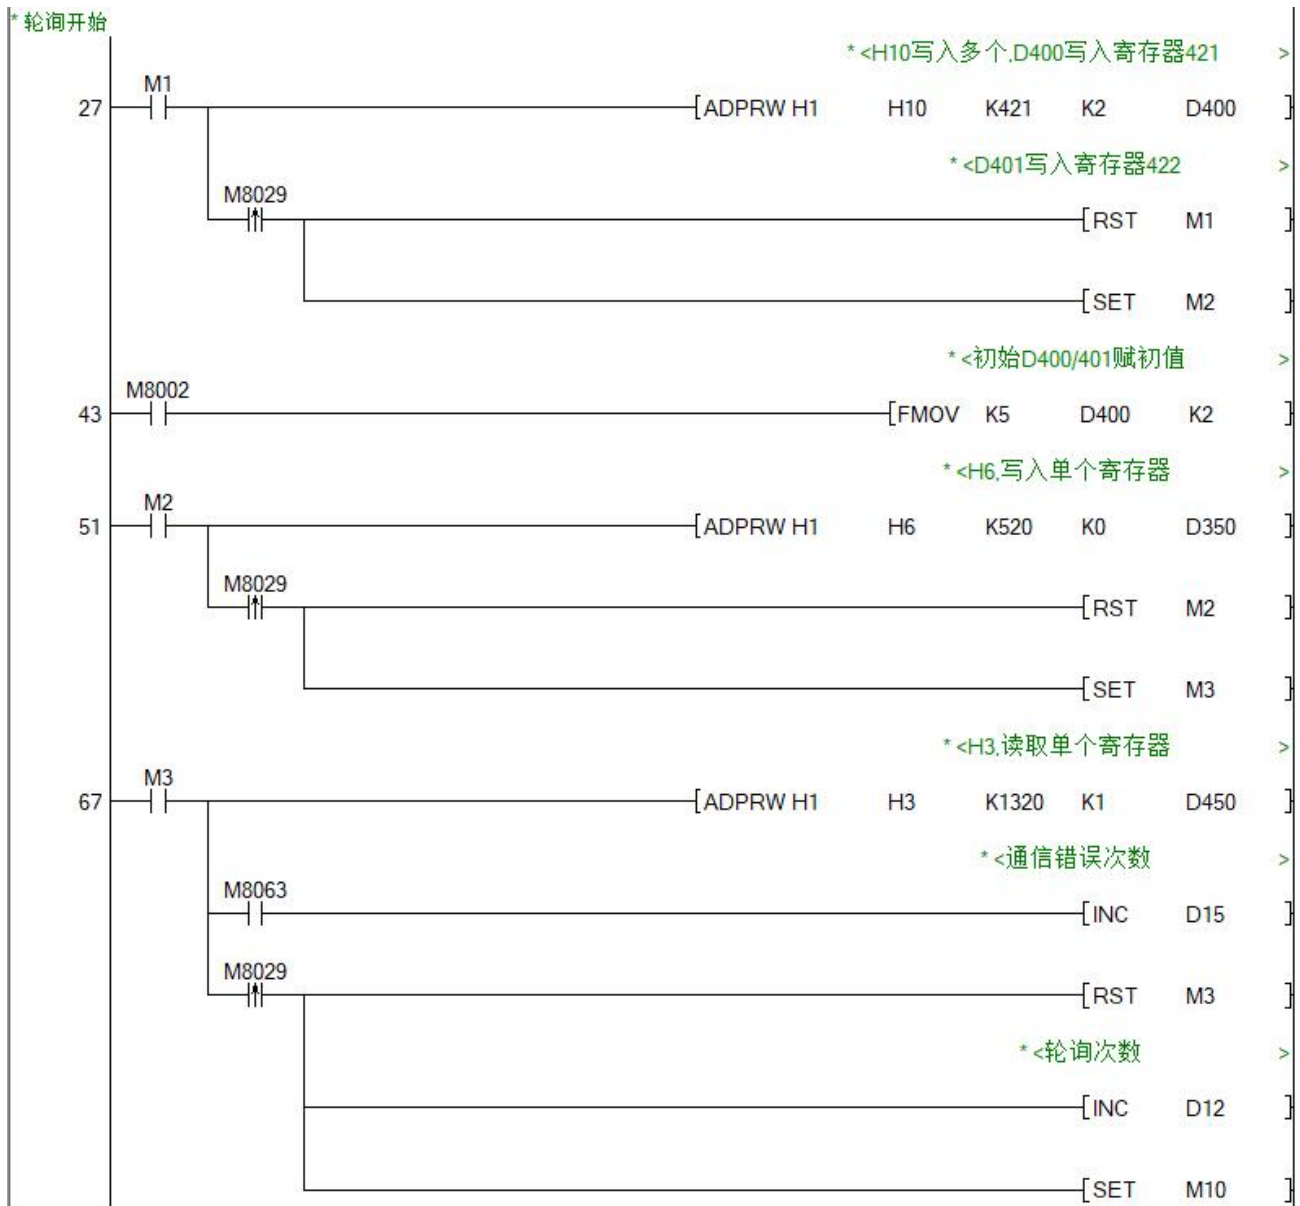 * 轮询开始
* <H10写入多个,D400写入寄存器421 >
M1
27 [ADPRW H1 H10 K421 K2 D400 ]
* <D401写入寄存器422 >
M8029
[RST M1 ]
[SET M2 ]
* <初始D400/401赋初值 >
M8002
43 [FMOV K5 D400 K2 ]
* <H6,写入单个寄存器 >
M2
51 [ADPRW H1 H6 K520 K0 D350 ]
M8029
[RST M2 ]
[SET M3 ]
* <H3,读取单个寄存器 >
M3
67 [ADPRW H1 H3 K1320 K1 D450 ]
* <通信错误次数 >
M8063
[INC D15 ]
M8029
[RST M3 ]
* <轮询次数 >
[INC D12 ]
[SET M10 ]